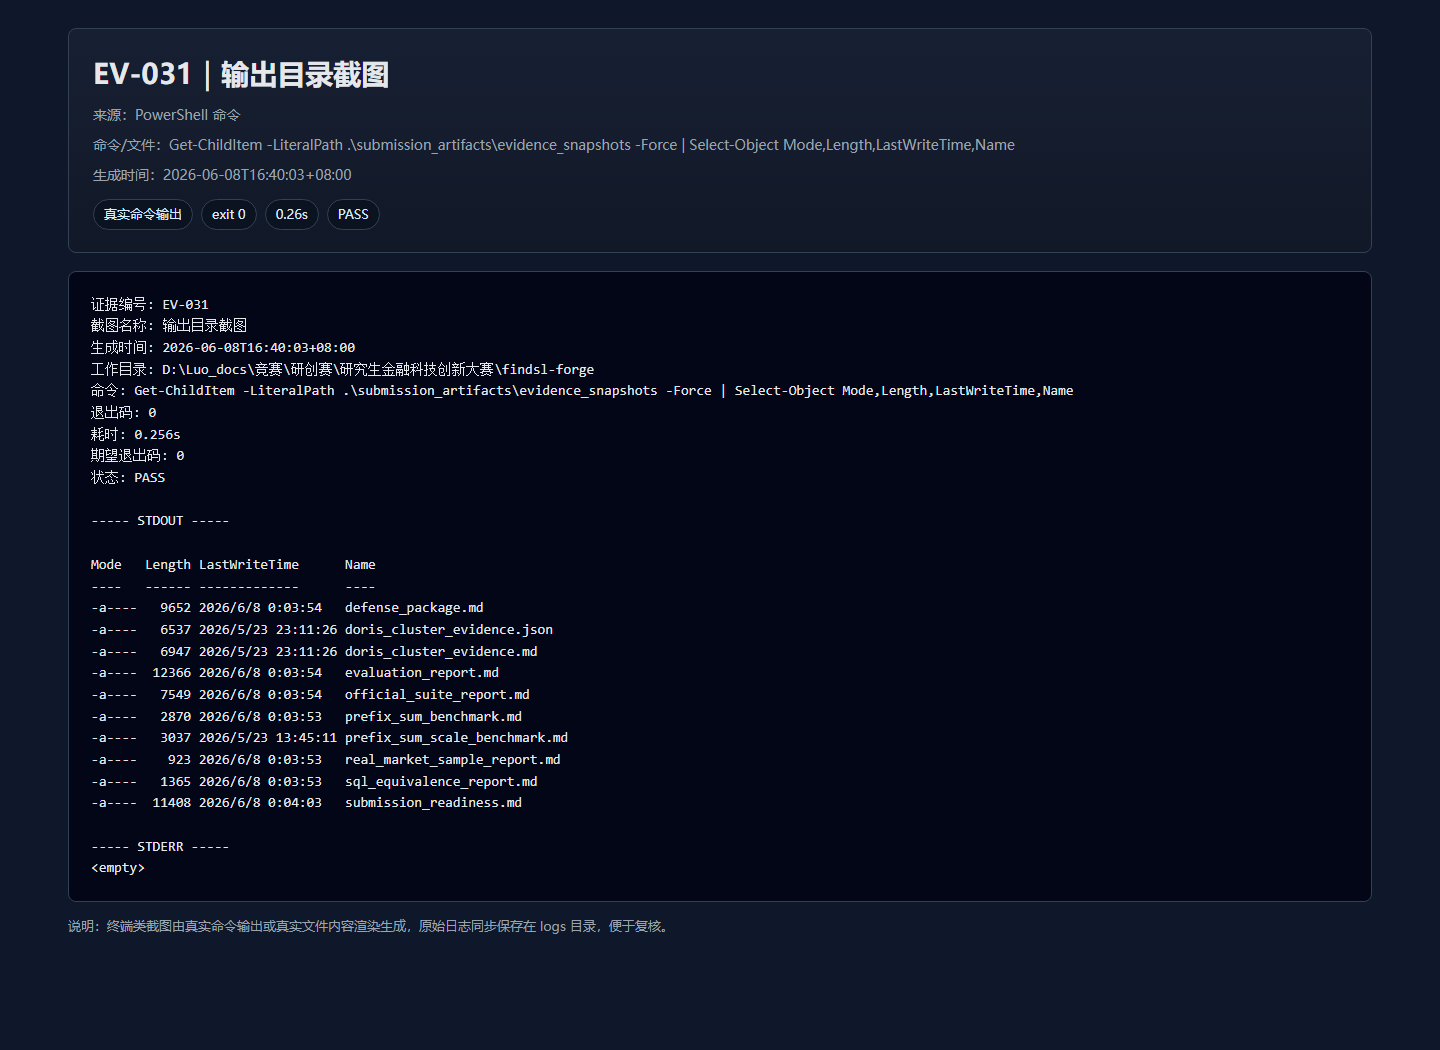 EV-031｜输出目录截图
来源：PowerShell 命令
命令/文件：Get-ChildItem -LiteralPath .\submission_artifacts\evidence_snapshots -Force | Select-Object Mode,Length,LastWriteTime,Name
生成时间：2026-06-08T16:40:03+08:00
真实命令输出 exit 0 0.26s PASS
证据编号: EV-031
截图名称: 输出目录截图
生成时间: 2026-06-08T16:40:03+08:00
工作目录: D:\Luo_docs\竞赛\研创赛\研究生金融科技创新大赛\findsl-forge
命令: Get-ChildItem -LiteralPath .\submission_artifacts\evidence_snapshots -Force | Select-Object Mode,Length,LastWriteTime,Name
退出码: 0
耗时: 0.256s
期望退出码: 0
状态: PASS
----- STDOUT -----
Mode   Length LastWriteTime      Name
----   ------ -------------      ----
-a----   9652 2026/6/8 0:03:54   defense_package.md
-a----   6537 2026/5/23 23:11:26 doris_cluster_evidence.json
-a----   6947 2026/5/23 23:11:26 doris_cluster_evidence.md
-a----  12366 2026/6/8 0:03:54   evaluation_report.md
-a----   7549 2026/6/8 0:03:54   official_suite_report.md
-a----   2870 2026/6/8 0:03:53   prefix_sum_benchmark.md
-a----   3037 2026/5/23 13:45:11 prefix_sum_scale_benchmark.md
-a----    923 2026/6/8 0:03:53   real_market_sample_report.md
-a----   1365 2026/6/8 0:03:53   sql_equivalence_report.md
-a----  11408 2026/6/8 0:04:03   submission_readiness.md
----- STDERR -----
<empty>
说明：终端类截图由真实命令输出或真实文件内容渲染生成，原始日志同步保存在 logs 目录，便于复核。